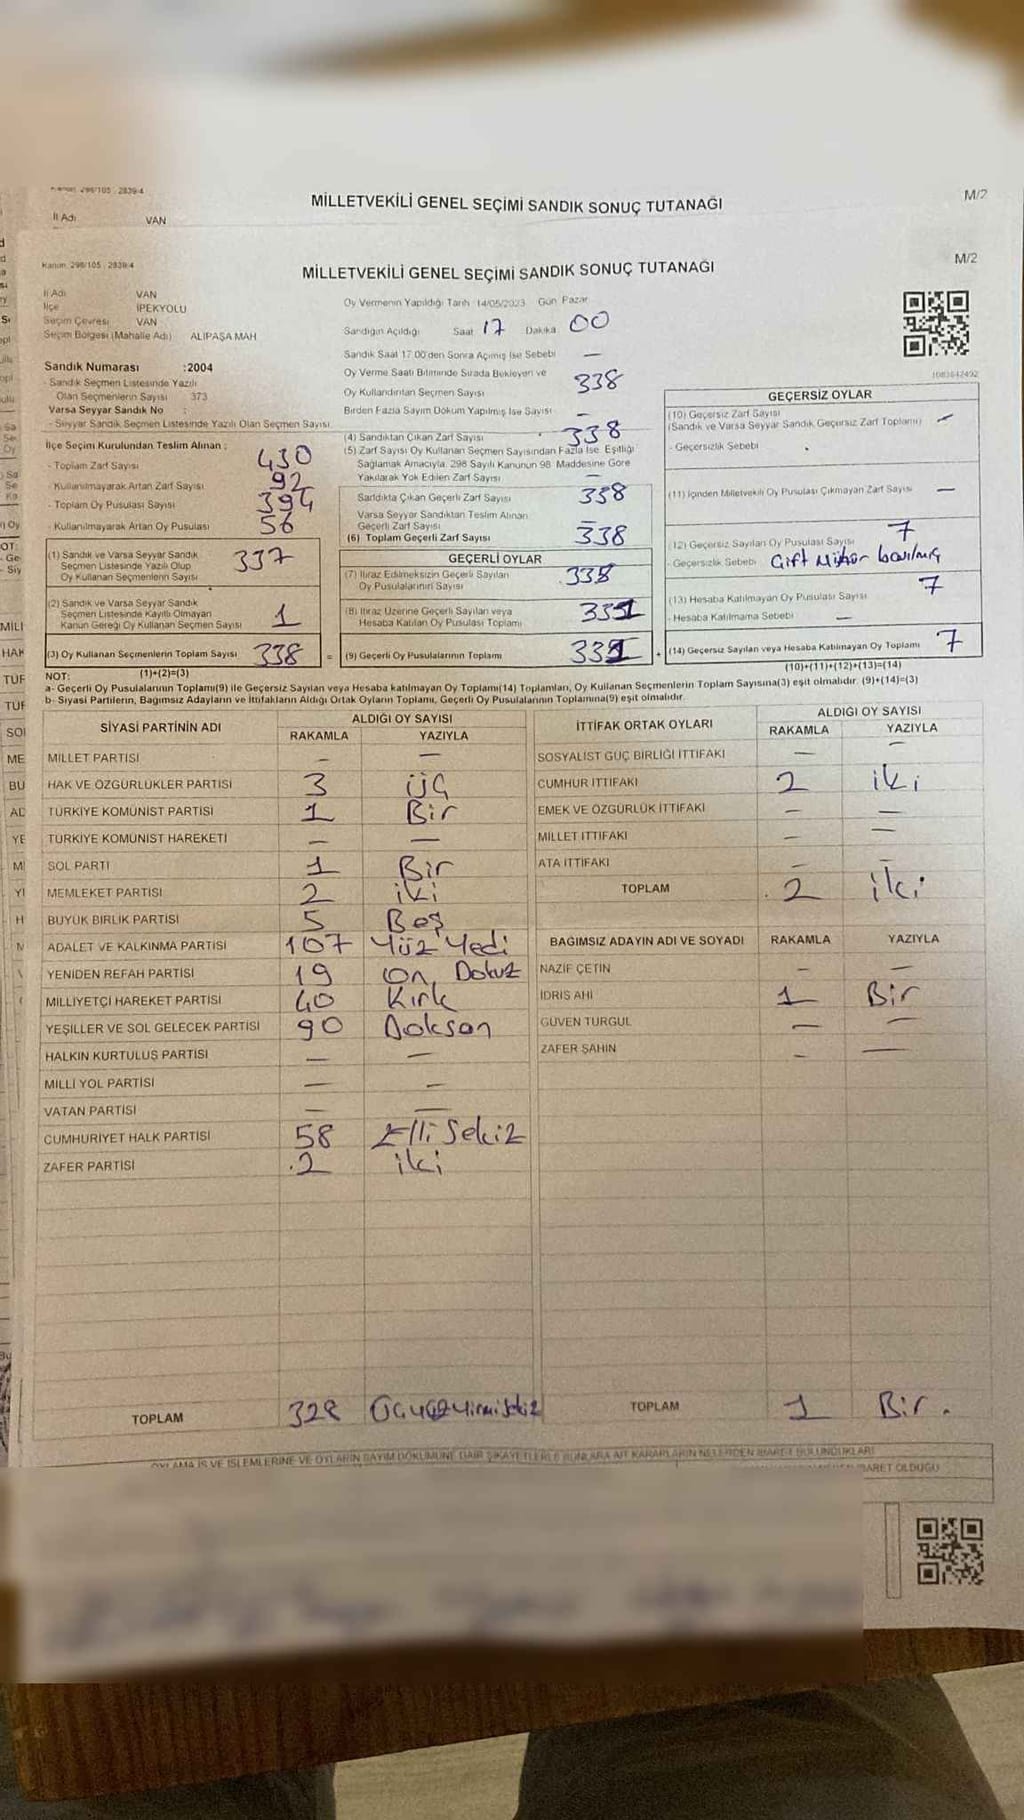 Kanun: 298/105 - 2839/4
MİLLETVEKİLİ GENEL SEÇİMİ SANDIK SONUÇ TUTANAĞI
M/2
İl Adı VAN
Kanun: 298/105 - 2839/4
MİLLETVEKİLİ GENEL SEÇİMİ SANDIK SONUÇ TUTANAĞI
M/2
İl Adı VAN
İlçe İPEKYOLU
Seçim Çevresi VAN
Seçim Bölgesi (Mahalle Adı) ALİPAŞA MAH
Sandık Numarası :2004
- Sandık Seçmen Listesinde Yazılı
Olan Seçmenlerin Sayısı 373
Varsa Seyyar Sandık No :
- Seyyar Sandık Seçmen Listesinde Yazılı Olan Seçmen Sayısı
İlçe Seçim Kurulundan Teslim Alınan ;
- Toplam Zarf Sayısı 430
- Kullanılmayarak Artan Zarf Sayısı 92
- Toplam Oy Pusulası Sayısı 394
- Kullanılmayarak Artan Oy Pusulası 56
Oy Vermenin Yapıldığı Tarih 14/05/2023 Gün Pazar
Sandığın Açıldığı Saat 17 Dakika 00
Sandık Saat 17.00'den Sonra Açılmış İse Sebebi —
Oy Verme Saati Bitiminde Sırada Bekleyen ve
Oy Kullandırılan Seçmen Sayısı 338
Birden Fazla Sayım Döküm Yapılmış İse Sayısı -
(4) Sandıktan Çıkan Zarf Sayısı 338
(5) Zarf Sayısı Oy Kullanan Seçmen Sayısından Fazla İse, Eşitliği
Sağlamak Amacıyla, 298 Sayılı Kanunun 98. Maddesine Göre
Yakılarak Yok Edilen Zarf Sayısı —
Sandıkta Çıkan Geçerli Zarf Sayısı 338
Varsa Seyyar Sandıktan Teslim Alınan
Geçerli Zarf Sayısı —
(6) Toplam Geçerli Zarf Sayısı 338
1083842492
GEÇERSİZ OYLAR
(10) Geçersiz Zarf Sayısı
(Sandık ve Varsa Seyyar Sandık Geçersiz Zarf Toplamı) —
- Geçersizlik Sebebi
(11) İçinden Milletvekili Oy Pusulası Çıkmayan Zarf Sayısı —
(12) Geçersiz Sayılan Oy Pusulası Sayısı 7
- Geçersizlik Sebebi Çift Mühür basılmış
(13) Hesaba Katılmayan Oy Pusulası Sayısı 7
- Hesaba Katılmama Sebebi —
(14) Geçersiz Sayılan veya Hesaba Katılmayan Oy Toplamı 7
(10)+(11)+(12)+(13)=(14)
(1) Sandık ve Varsa Seyyar Sandık
Seçmen Listesinde Yazılı Olup
Oy Kullanan Seçmenlerin Sayısı 337
(2) Sandık ve Varsa Seyyar Sandık
Seçmen Listesinde Kayıtlı Olmayan
Kanun Gereği Oy Kullanan Seçmen Sayısı 1
(3) Oy Kullanan Seçmenlerin Toplam Sayısı 338 =
(1)+(2)=(3)
GEÇERLİ OYLAR
(7) İtiraz Edilmeksizin Geçerli Sayılan
Oy Pusulalarının Sayısı
(8) İtiraz Üzerine Geçerli Sayılan veya
Hesaba Katılan Oy Pusulası Toplamı 331
(9) Geçerli Oy Pusulalarının Toplamı 331 +
NOT:
a- Geçerli Oy Pusulalarının Toplamı(9) ile Geçersiz Sayılan veya Hesaba katılmayan Oy Toplamı(14) Toplamları, Oy Kullanan Seçmenlerin Toplam Sayısına(3) eşit olmalıdır. (9)+(14)=(3)
b- Siyasi Partilerin, Bağımsız Adayların ve İttifakların Aldığı Ortak Oyların Toplamı, Geçerli Oy Pusulalarının Toplamına(9) eşit olmalıdır.
SİYASİ PARTİNİN ADI
ALDIĞI OY SAYISI
RAKAMLA YAZIYLA
MİLLET PARTİSİ — —
HAK VE ÖZGÜRLÜKLER PARTİSİ 3 üç
TÜRKİYE KOMÜNİST PARTİSİ 1 Bir
TÜRKİYE KOMÜNİST HAREKETİ — —
SOL PARTİ 1 Bir
MEMLEKET PARTİSİ 2 iki
BÜYÜK BİRLİK PARTİSİ 5 Beş
ADALET VE KALKINMA PARTİSİ 107 Yüz Yedi
YENİDEN REFAH PARTİSİ 19 On Dokuz
MİLLİYETÇİ HAREKET PARTİSİ 40 Kırk
YEŞİLLER VE SOL GELECEK PARTİSİ 90 Doksan
HALKIN KURTULUŞ PARTİSİ — —
MİLLİ YOL PARTİSİ — —
VATAN PARTİSİ — —
CUMHURİYET HALK PARTİSİ 58 Elli Sekiz
ZAFER PARTİSİ 2 iki
TOPLAM 328 Üçyüzyirmisekiz
İTTİFAK ORTAK OYLARI
ALDIĞI OY SAYISI
RAKAMLA YAZIYLA
SOSYALİST GÜÇ BİRLİĞİ İTTİFAKI — —
CUMHUR İTTİFAKI 2 iki
EMEK VE ÖZGÜRLÜK İTTİFAKI — —
MİLLET İTTİFAKI — —
ATA İTTİFAKI — —
TOPLAM 2 iki
BAĞIMSIZ ADAYIN ADI VE SOYADI RAKAMLA YAZIYLA
NAZİF ÇETİN — —
İDRİS AHİ 1 Bir
GÜVEN TURGUL — —
ZAFER ŞAHİN — —
TOPLAM 1 Bir.
OYLAMA İŞ VE İŞLEMLERİNE VE OYLARIN SAYIM DÖKÜMÜNE DAİR ŞİKAYETLERLE BUNLARA AİT KARARLARIN NELERDEN İBARET BULUNDUKLARI
İBARET OLDUĞU